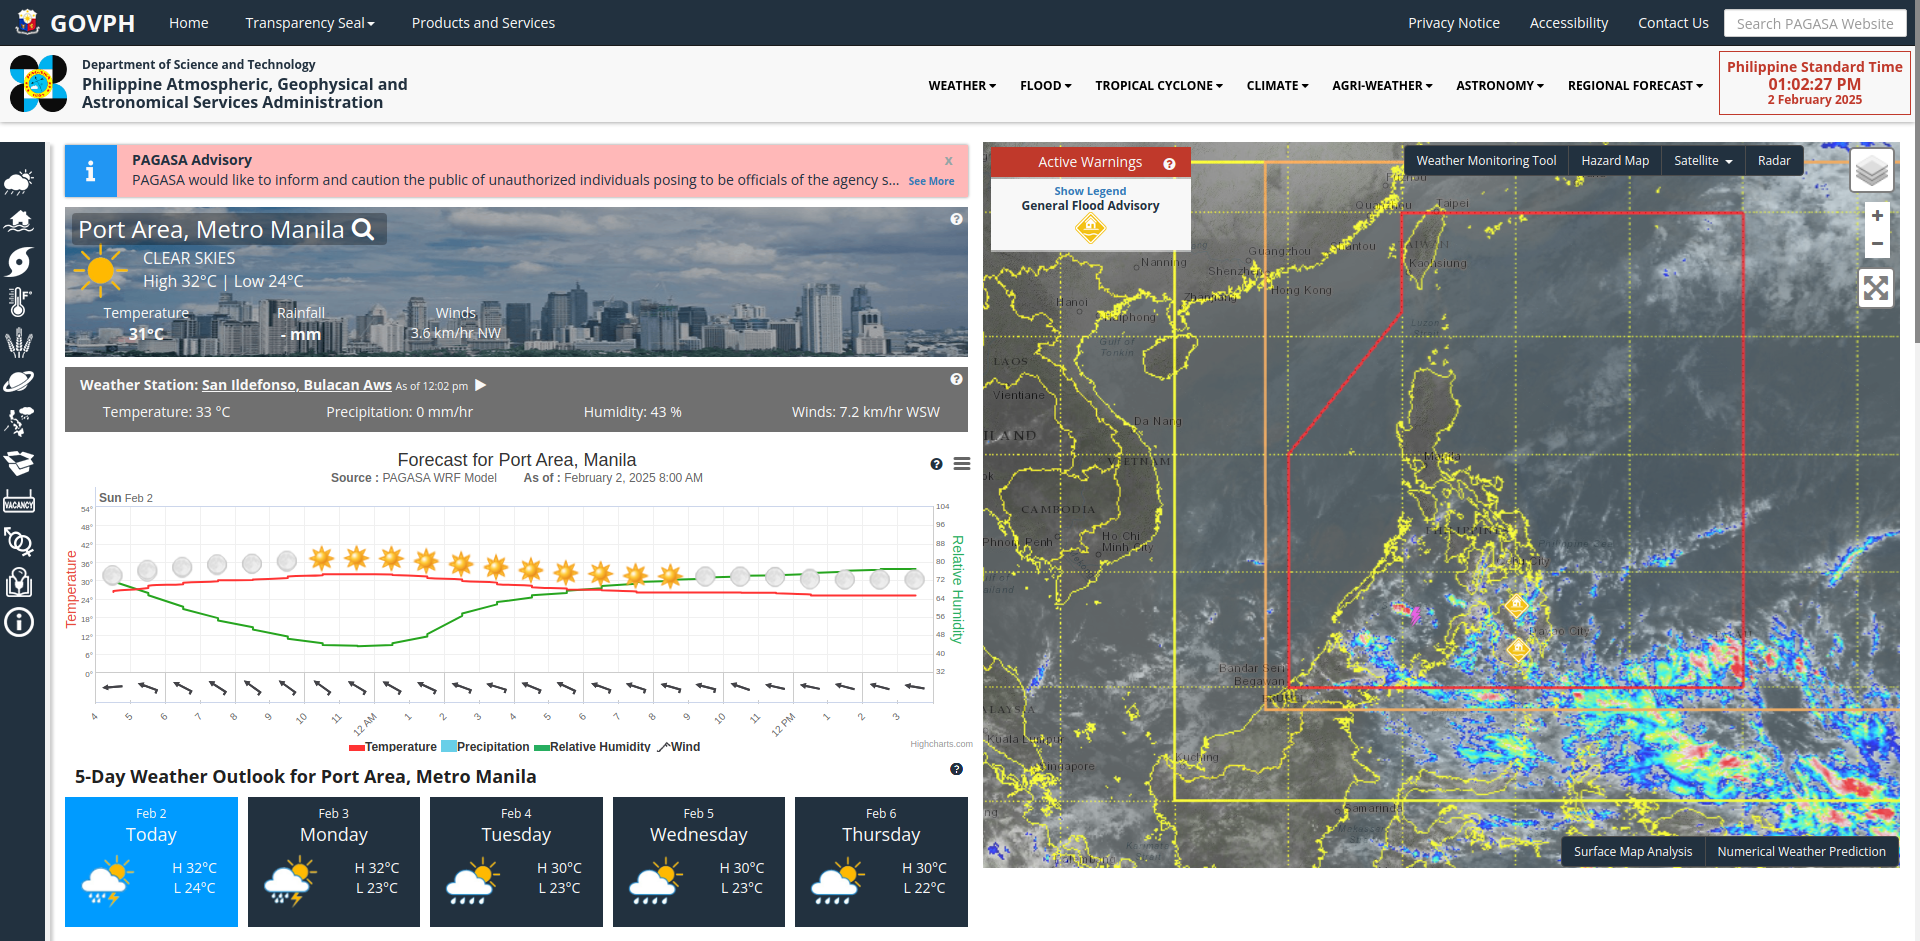 GOVPH
Home
Transparency Seal
Products and Services
Privacy Notice
Accessibility
Contact Us
Search PAGASA Website
Department of Science and Technology
Philippine Atmospheric, Geophysical and
Astronomical Services Administration
WEATHER
FLOOD
TROPICAL CYCLONE
CLIMATE
AGRI-WEATHER
ASTRONOMY
REGIONAL FORECAST
Philippine Standard Time
01:02:27 PM
2 February 2025
VACANCY
PAGASA Advisory
x
PAGASA would like to inform and caution the public of unauthorized individuals posing to be officials of the agency s... See More
Port Area, Metro Manila
CLEAR SKIES
High 32°C | Low 24°C
Temperature
31°C
Rainfall
- mm
Winds
3.6 km/hr NW
Weather Station: San Ildefonso, Bulacan Aws As of 12:02 pm
Temperature: 33 °C
Precipitation: 0 mm/hr
Humidity: 43 %
Winds: 7.2 km/hr WSW
Forecast for Port Area, Manila
Source : PAGASA WRF Model As of : February 2, 2025 8:00 AM
Sun Feb 2
Temperature
54°
48°
42°
36°
30°
24°
18°
12°
6°
0°
104
96
88
80
72
64
56
48
40
32
Relative Humidity
4 5 6 7 8 9 10 11 12 AM 1 2 3 4 5 6 7 8 9 10 11 12 PM 1 2 3
Temperature Precipitation Relative Humidity Wind
Highcharts.com
5-Day Weather Outlook for Port Area, Metro Manila
Feb 2
Today
H 32°C
L 24°C
Feb 3
Monday
H 32°C
L 23°C
Feb 4
Tuesday
H 30°C
L 23°C
Feb 5
Wednesday
H 30°C
L 23°C
Feb 6
Thursday
H 30°C
L 22°C
Active Warnings
Show Legend
General Flood Advisory
Weather Monitoring Tool
Hazard Map
Satellite
Radar
+
−
Taipei
TAIWAN
Kaohsiung
Guangzhou
Shantou
Shenzhen
Hong Kong
Nanning
Zhanjiang
Hanoi
Haiphong
Gulf of
Tonkin
Luzon
LAOS
Vientiane
Da Nang
VIETNAM
CAMBODIA
Phnom Penh
Ho Chi
Minh City
Manila
Davao City
Bandar Seri
Begawan
Kuala Lumpur
Singapore
Kuching
Samarinda
Surface Map Analysis
Numerical Weather Prediction